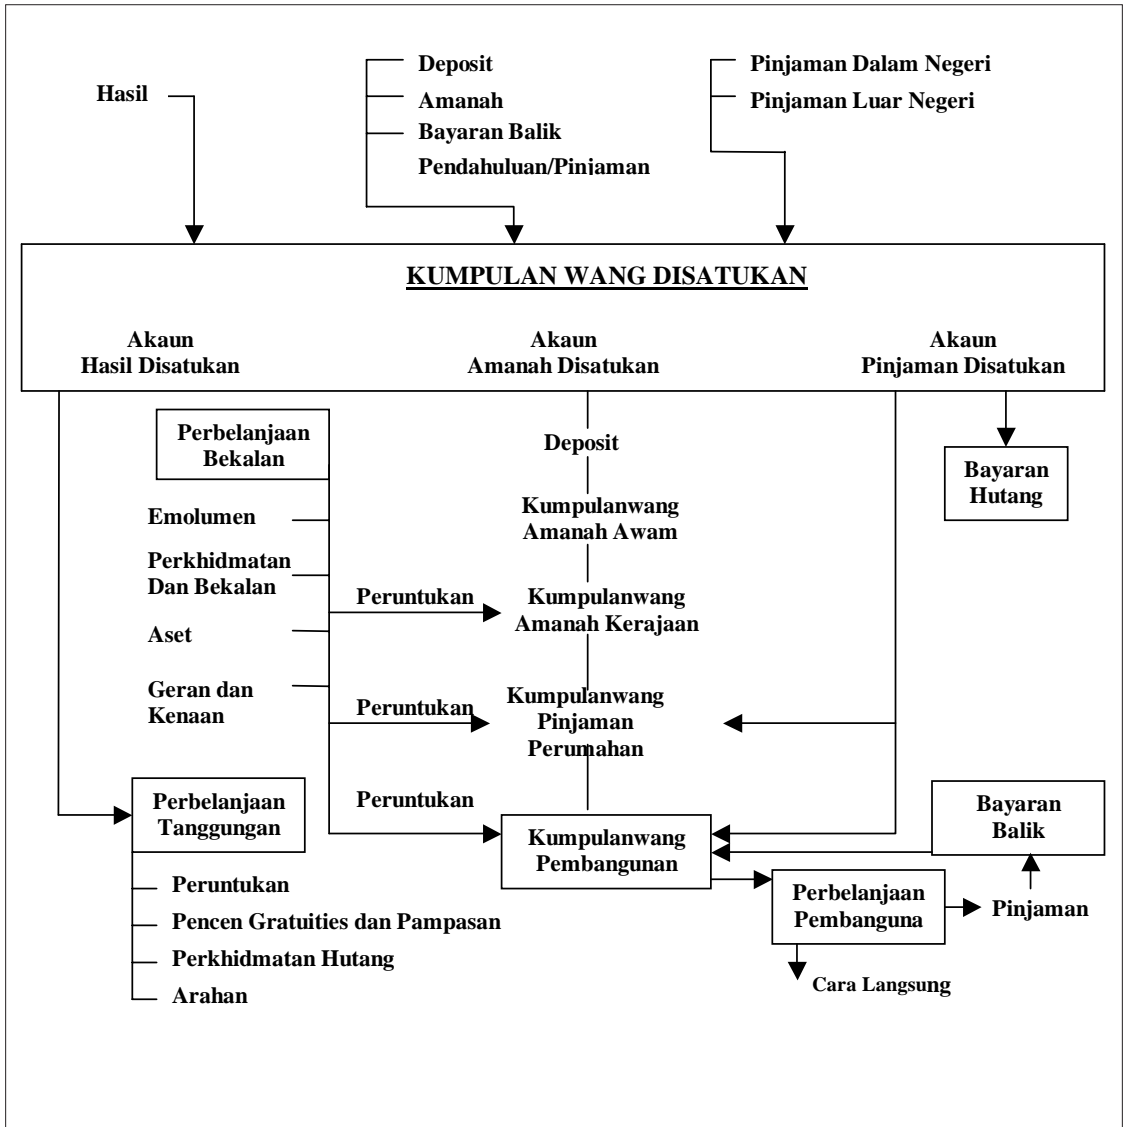 Hasil
Deposit
Amanah
Bayaran Balik
Pendahuluan/Pinjaman
Pinjaman Dalam Negeri
Pinjaman Luar Negeri
KUMPULAN WANG DISATUKAN
Akaun
Hasil Disatukan
Akaun
Amanah Disatukan
Akaun
Pinjaman Disatukan
Perbelanjaan
Bekalan
Emolumen
Perkhidmatan
Dan Bekalan
Aset
Geran dan
Kenaan
Deposit
Kumpulanwang
Amanah Awam
Peruntukan
Kumpulanwang
Amanah Kerajaan
Peruntukan
Kumpulanwang
Pinjaman
Perumahan
Peruntukan
Kumpulanwang
Pembangunan
Bayaran
Hutang
Bayaran
Balik
Perbelanjaan
Pembanguna
Pinjaman
Cara Langsung
Perbelanjaan
Tanggungan
Peruntukan
Pencen Gratuities dan Pampasan
Perkhidmatan Hutang
Arahan